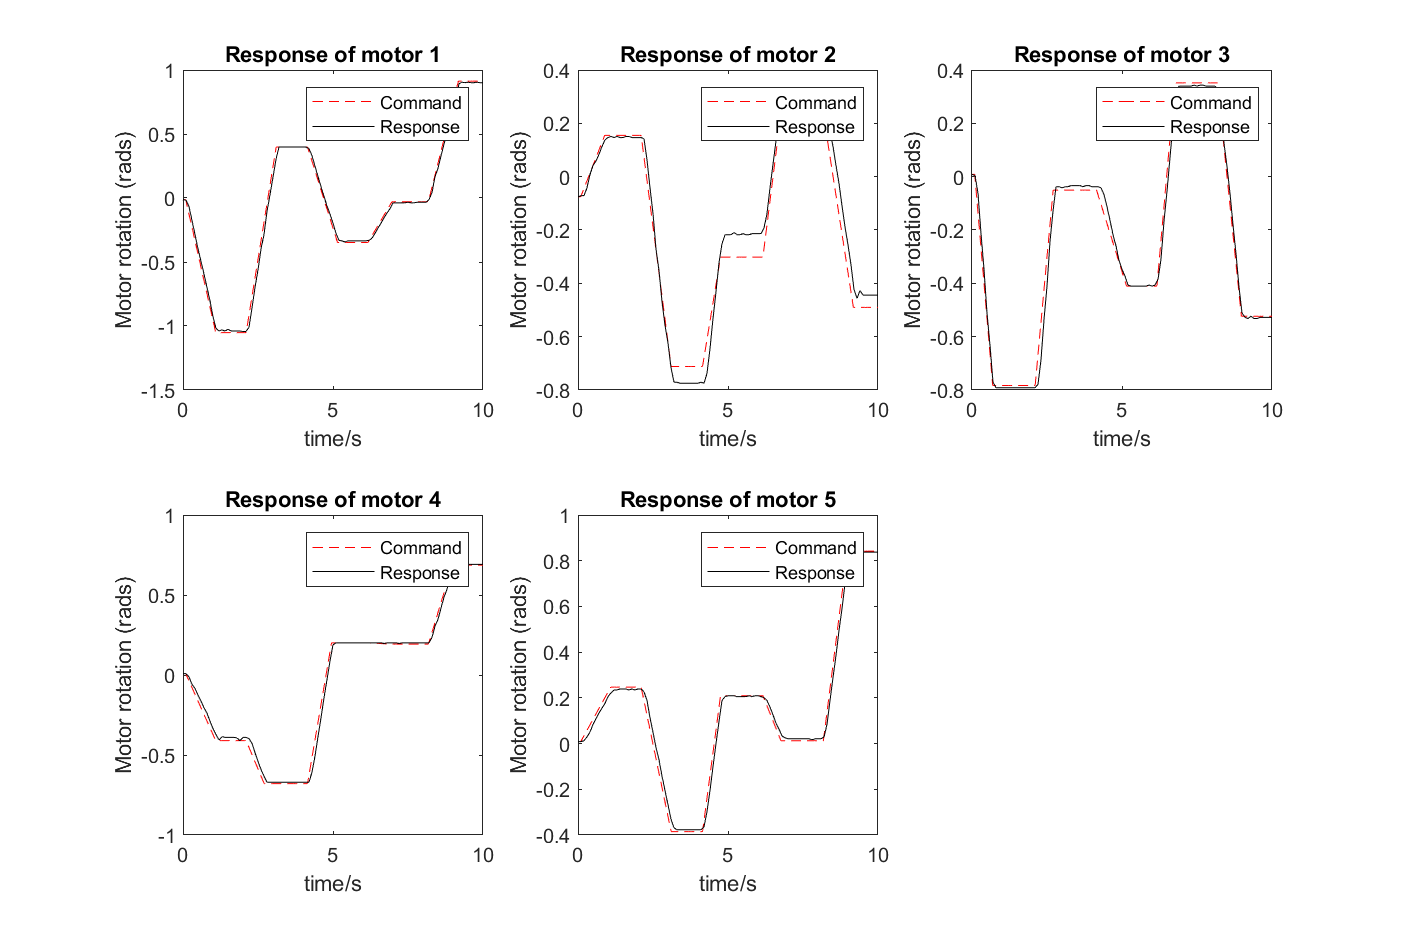 Response of motor 1
1
0.5
0
-0.5
-1
-1.5
0
5
10
Motor rotation (rads)
time/s
Command
Response
Response of motor 2
0.4
0.2
0
-0.2
-0.4
-0.6
-0.8
0
5
10
Motor rotation (rads)
time/s
Command
Response
Response of motor 3
0.4
0.2
0
-0.2
-0.4
-0.6
-0.8
0
5
10
Motor rotation (rads)
time/s
Command
Response
Response of motor 4
1
0.5
0
-0.5
-1
0
5
10
Motor rotation (rads)
time/s
Command
Response
Response of motor 5
1
0.8
0.6
0.4
0.2
0
-0.2
-0.4
0
5
10
Motor rotation (rads)
time/s
Command
Response